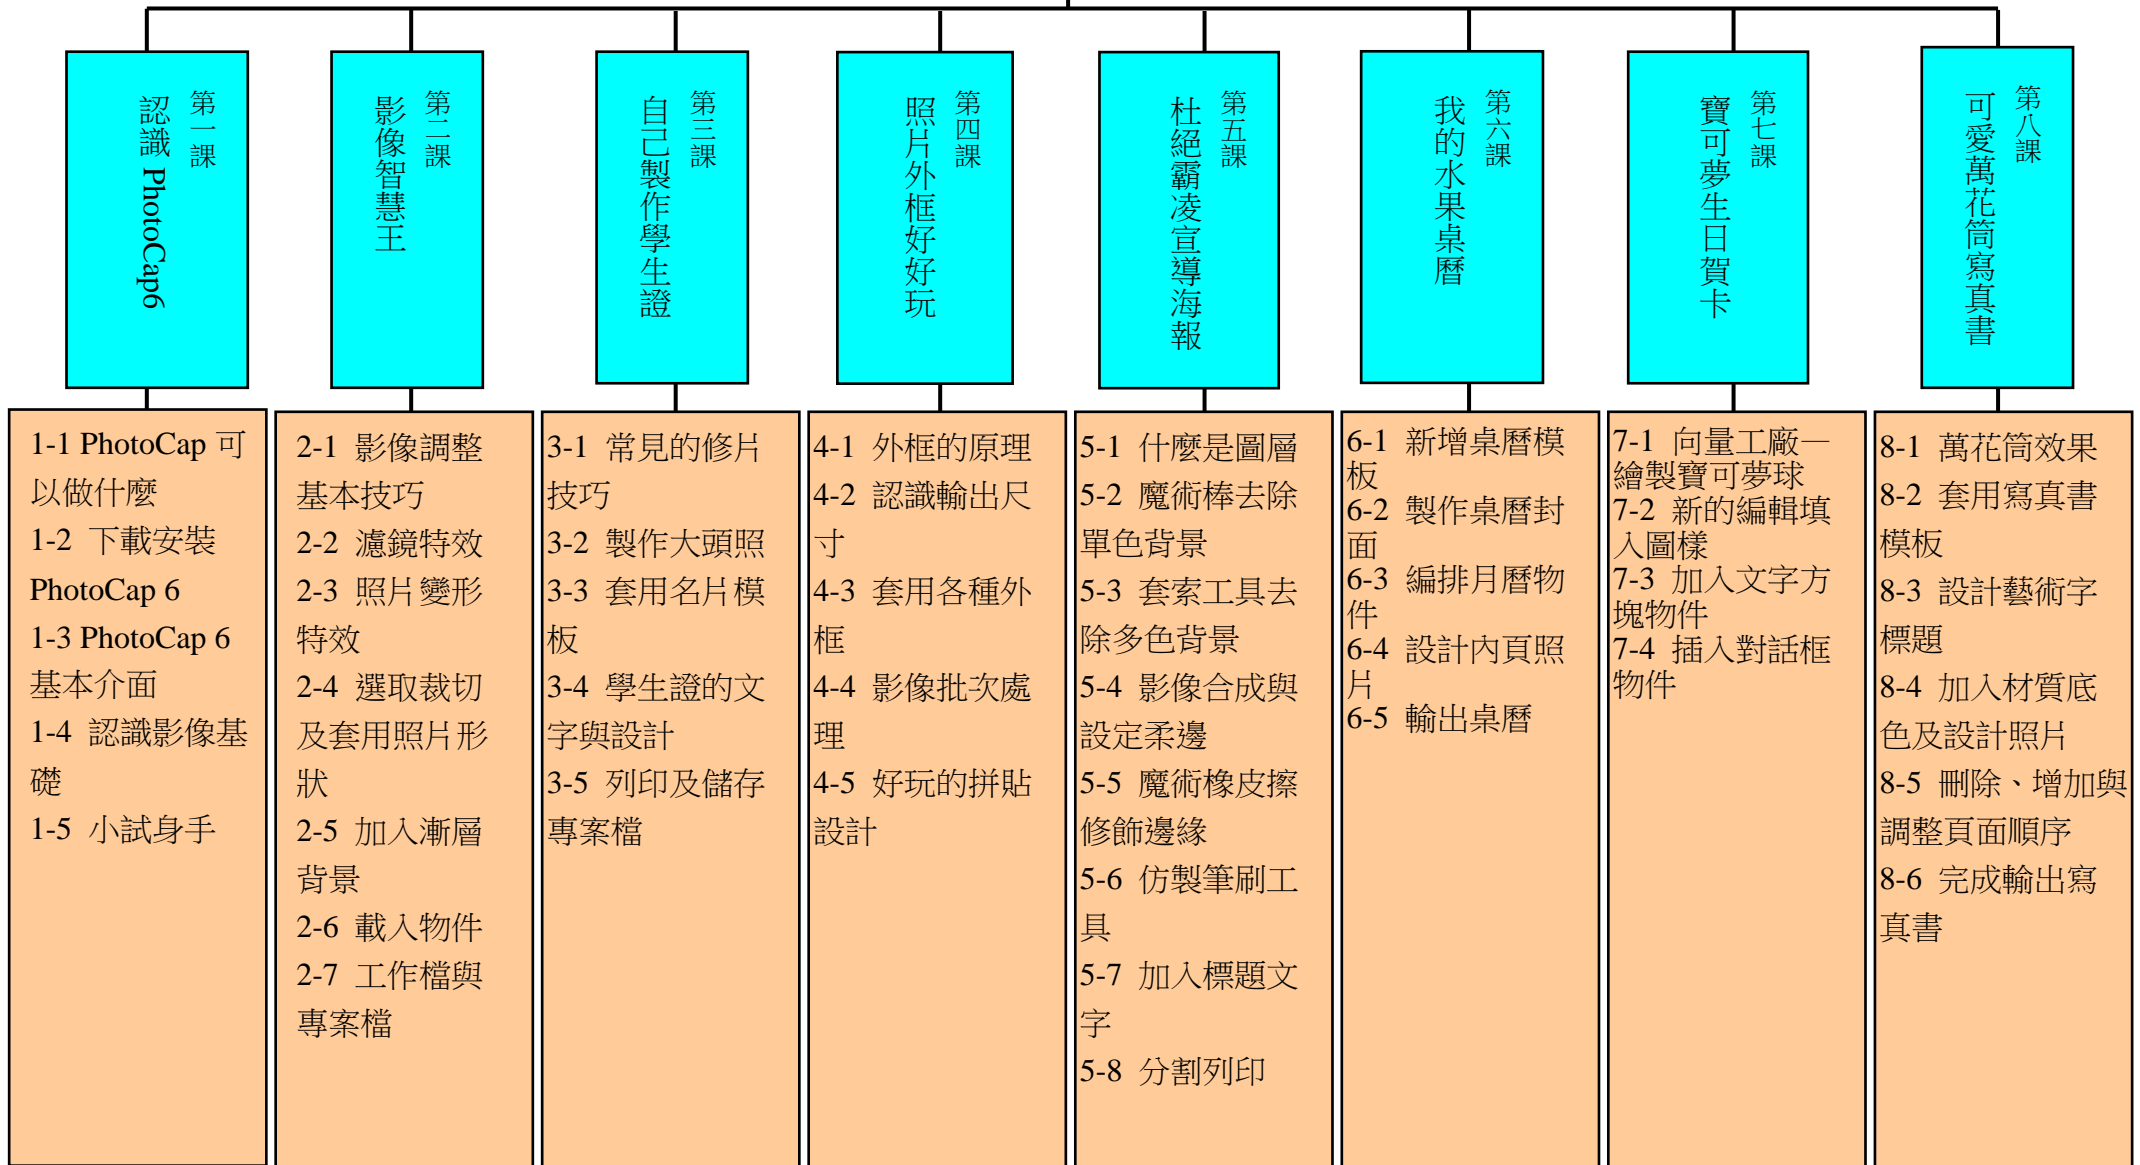 第一課
認識 PhotoCap6
第二課
影像智慧王
第三課
自己製作學生證
第四課
照片外框好好玩
第五課
杜絕霸凌宣導海報
第六課
我的水果桌曆
第七課
寶可夢生日賀卡
第八課
可愛萬花筒寫真書
1-1 PhotoCap 可
以做什麼
1-2 下載安裝
PhotoCap 6
1-3 PhotoCap 6
基本介面
1-4 認識影像基
礎
1-5 小試身手
2-1 影像調整
基本技巧
2-2 濾鏡特效
2-3 照片變形
特效
2-4 選取裁切
及套用照片形
狀
2-5 加入漸層
背景
2-6 載入物件
2-7 工作檔與
專案檔
3-1 常見的修片
技巧
3-2 製作大頭照
3-3 套用名片模
板
3-4 學生證的文
字與設計
3-5 列印及儲存
專案檔
4-1 外框的原理
4-2 認識輸出尺
寸
4-3 套用各種外
框
4-4 影像批次處
理
4-5 好玩的拼貼
設計
5-1 什麼是圖層
5-2 魔術棒去除
單色背景
5-3 套索工具去
除多色背景
5-4 影像合成與
設定柔邊
5-5 魔術橡皮擦
修飾邊緣
5-6 仿製筆刷工
具
5-7 加入標題文
字
5-8 分割列印
6-1 新增桌曆模
板
6-2 製作桌曆封
面
6-3 編排月曆物
件
6-4 設計內頁照
片
6-5 輸出桌曆
7-1 向量工廠—
繪製寶可夢球
7-2 新的編輯填
入圖樣
7-3 加入文字方
塊物件
7-4 插入對話框
物件
8-1 萬花筒效果
8-2 套用寫真書
模板
8-3 設計藝術字
標題
8-4 加入材質底
色及設計照片
8-5 刪除、增加與
調整頁面順序
8-6 完成輸出寫
真書